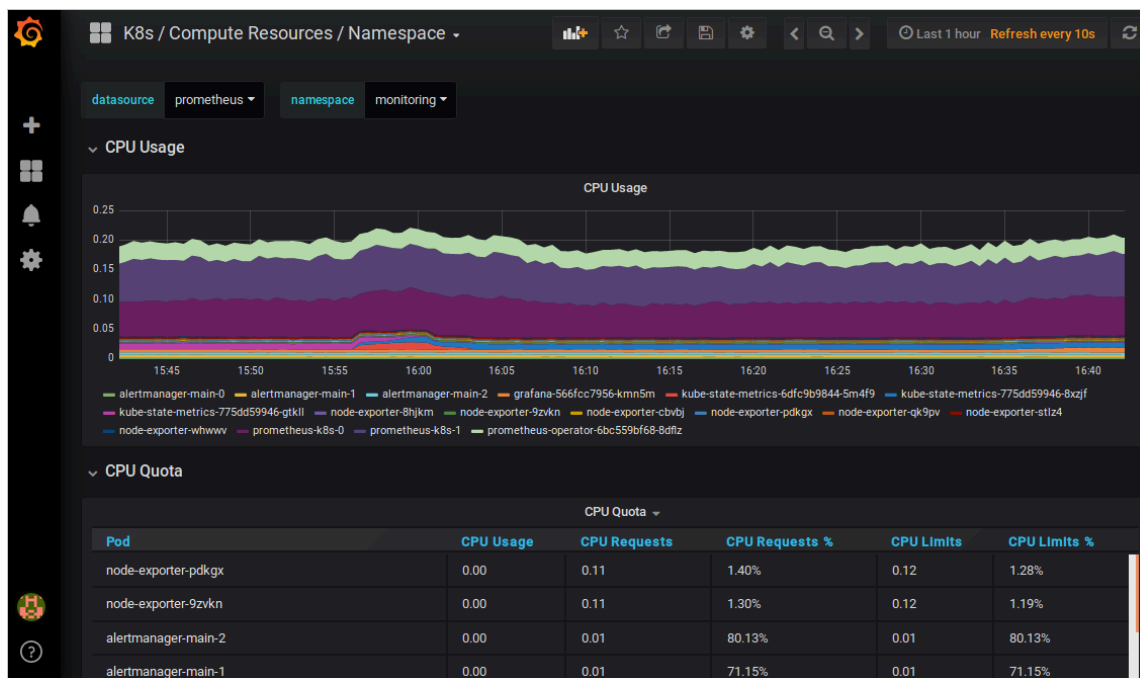 K8s / Compute Resources / Namespace
Last 1 hour Refresh every 10s
datasource prometheus namespace monitoring
CPU Usage
CPU Usage
0.25
0.20
0.15
0.10
0.05
0
15:45 15:50 15:55 16:00 16:05 16:10 16:15 16:20 16:25 16:30 16:35 16:40
alertmanager-main-0 alertmanager-main-1 alertmanager-main-2 grafana-566fcc7956-kmn5m kube-state-metrics-6dfc9b9844-5m4f9 kube-state-metrics-775dd59946-8xzjf
kube-state-metrics-775dd59946-gtkll node-exporter-8hjkm node-exporter-9zvkn node-exporter-cbvbj node-exporter-pdkgx node-exporter-qk9pv node-exporter-stlz4
node-exporter-whwwv prometheus-k8s-0 prometheus-k8s-1 prometheus-operator-6bc559bf68-8dflz
CPU Quota
CPU Quota
Pod CPU Usage CPU Requests CPU Requests % CPU Limits CPU Limits %
node-exporter-pdkgx 0.00 0.11 1.40% 0.12 1.28%
node-exporter-9zvkn 0.00 0.11 1.30% 0.12 1.19%
alertmanager-main-2 0.00 0.01 80.13% 0.01 80.13%
alertmanager-main-1 0.00 0.01 71.15% 0.01 71.15%